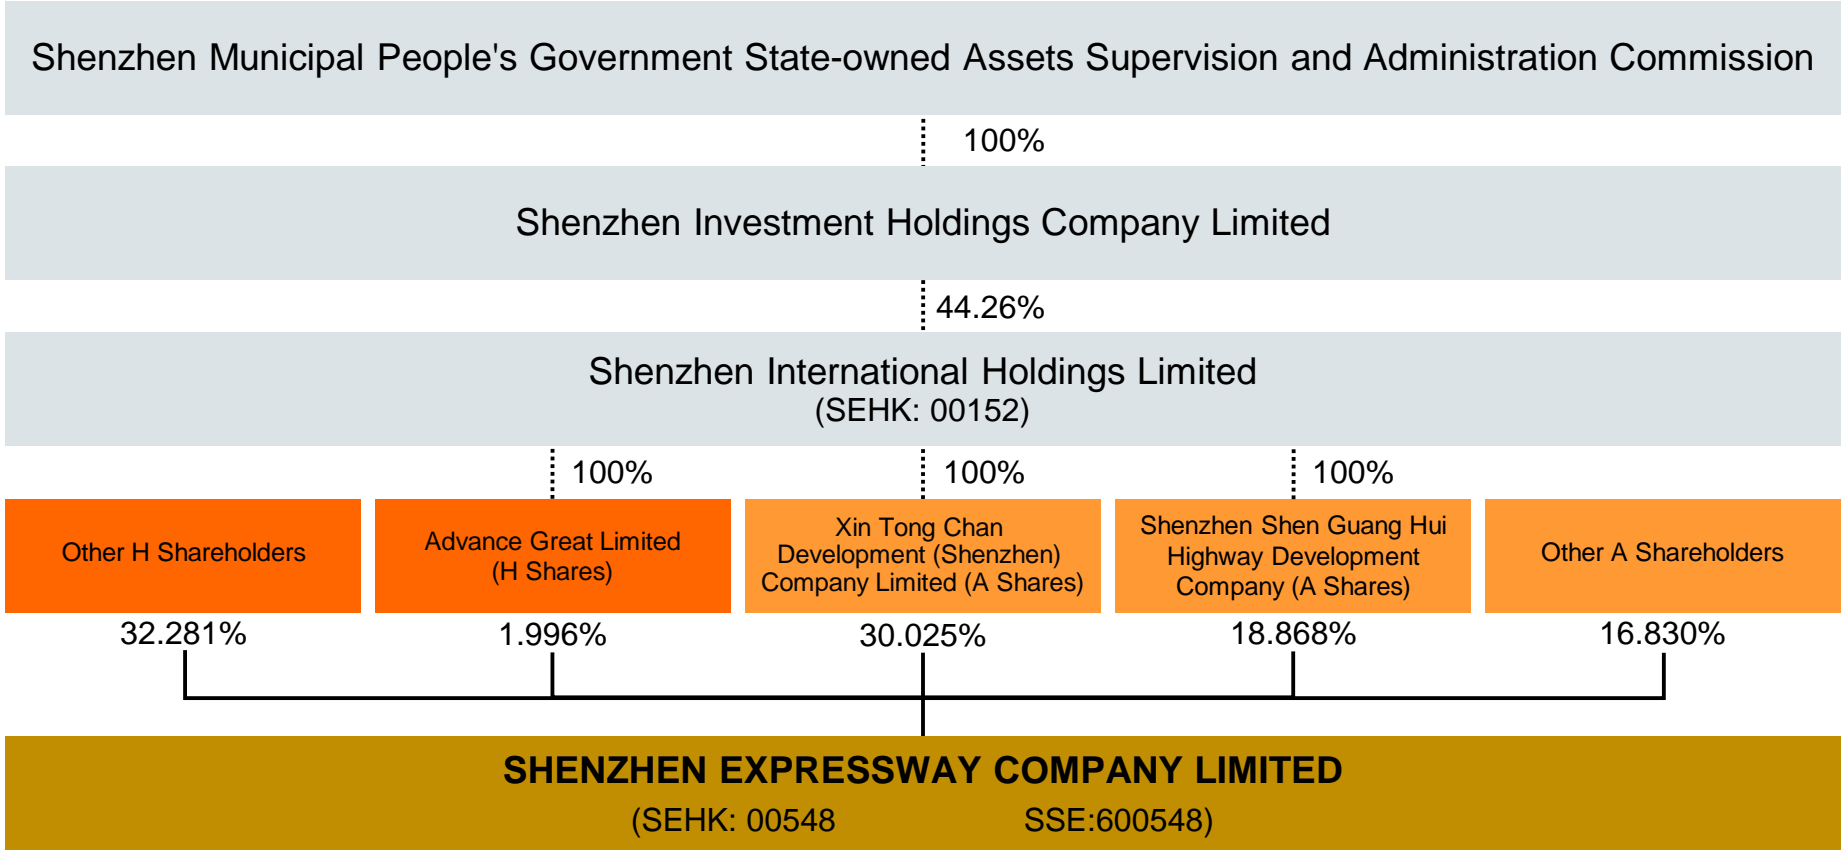 Shenzhen Municipal People's Government State-owned Assets Supervision and Administration Commission
100%
Shenzhen Investment Holdings Company Limited
44.26%
Shenzhen International Holdings Limited
(SEHK: 00152)
100%
100%
100%
Other H Shareholders
Advance Great Limited
(H Shares)
Xin Tong Chan
Development (Shenzhen)
Company Limited (A Shares)
Shenzhen Shen Guang Hui
Highway Development
Company (A Shares)
Other A Shareholders
32.281%
1.996%
30.025%
18.868%
16.830%
SHENZHEN EXPRESSWAY COMPANY LIMITED
(SEHK: 00548 SSE:600548)